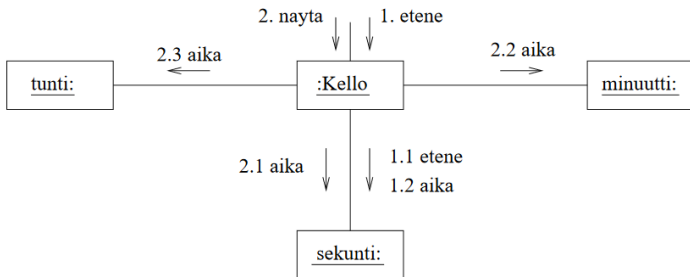 2. nayta
1. etene
2.3 aika
2.2 aika
tunti:
:Kello
minuutti:
2.1 aika
1.1 etene
1.2 aika
sekunti: